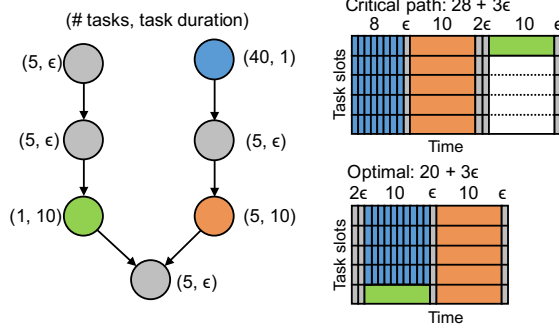 (# tasks, task duration)
(5, ϵ)
(40, 1)
(5, ϵ)
(5, ϵ)
(1, 10)
(5, 10)
(5, ϵ)
Critical path: 28 + 3ϵ
8 ϵ 10 2ϵ 10 ϵ
Task slots
Time
Optimal: 20 + 3ϵ
2ϵ 10 ϵ 10 ϵ
Task slots
Time